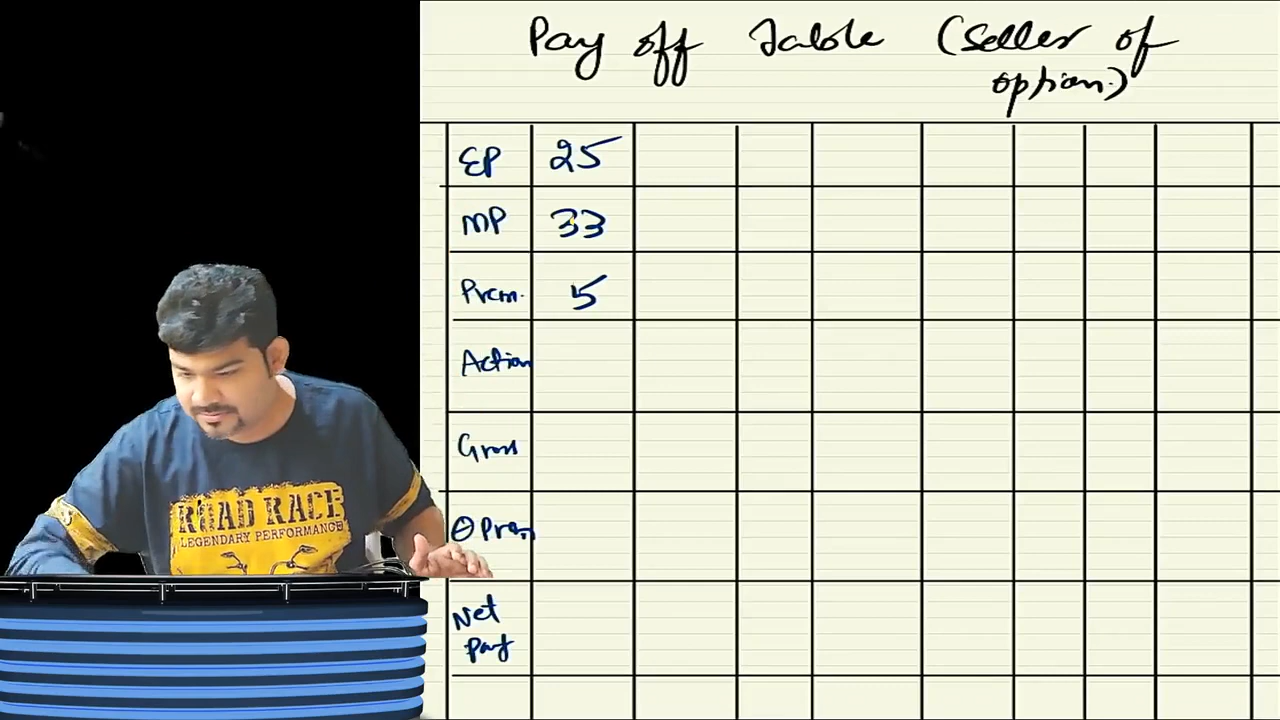 Pay off Table (Seller of
option)
EP 25
MP 33
Prem. 5
Action
Gross
⊖ Prem
Net
pay
ROAD RACE
LEGENDARY PERFORMANCE